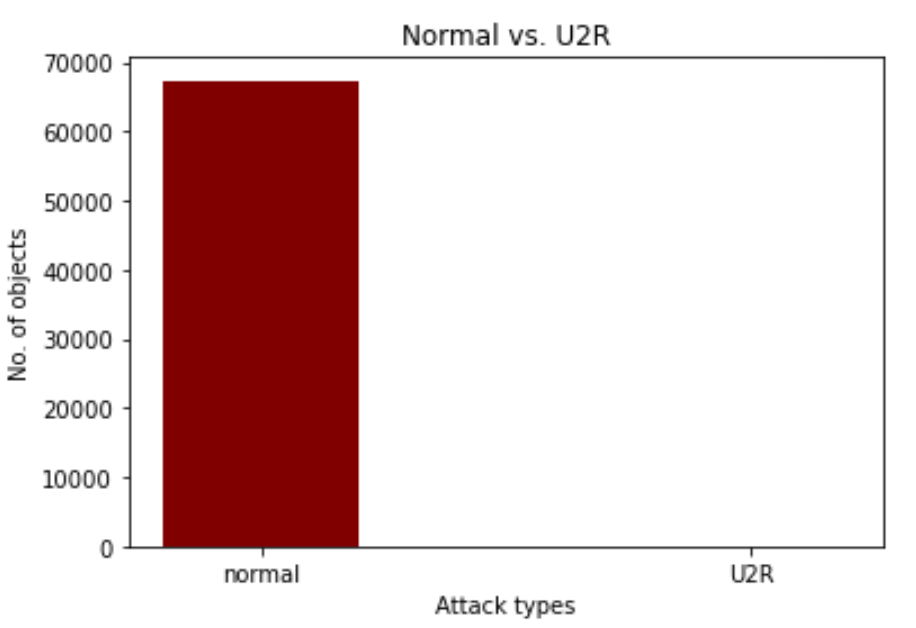 Normal vs. U2R
70000
60000
50000
40000
30000
20000
10000
0
No. of objects
normal
U2R
Attack types